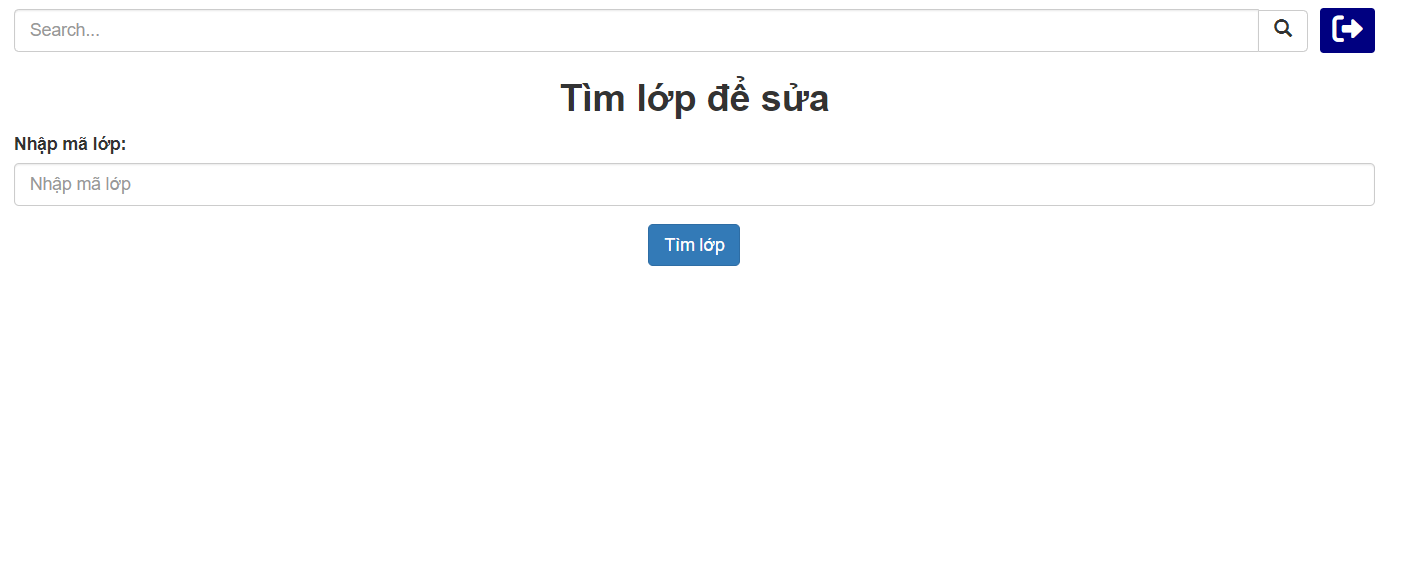 Search...
Tìm lớp để sửa
Nhập mã lớp:
Nhập mã lớp
Tìm lớp